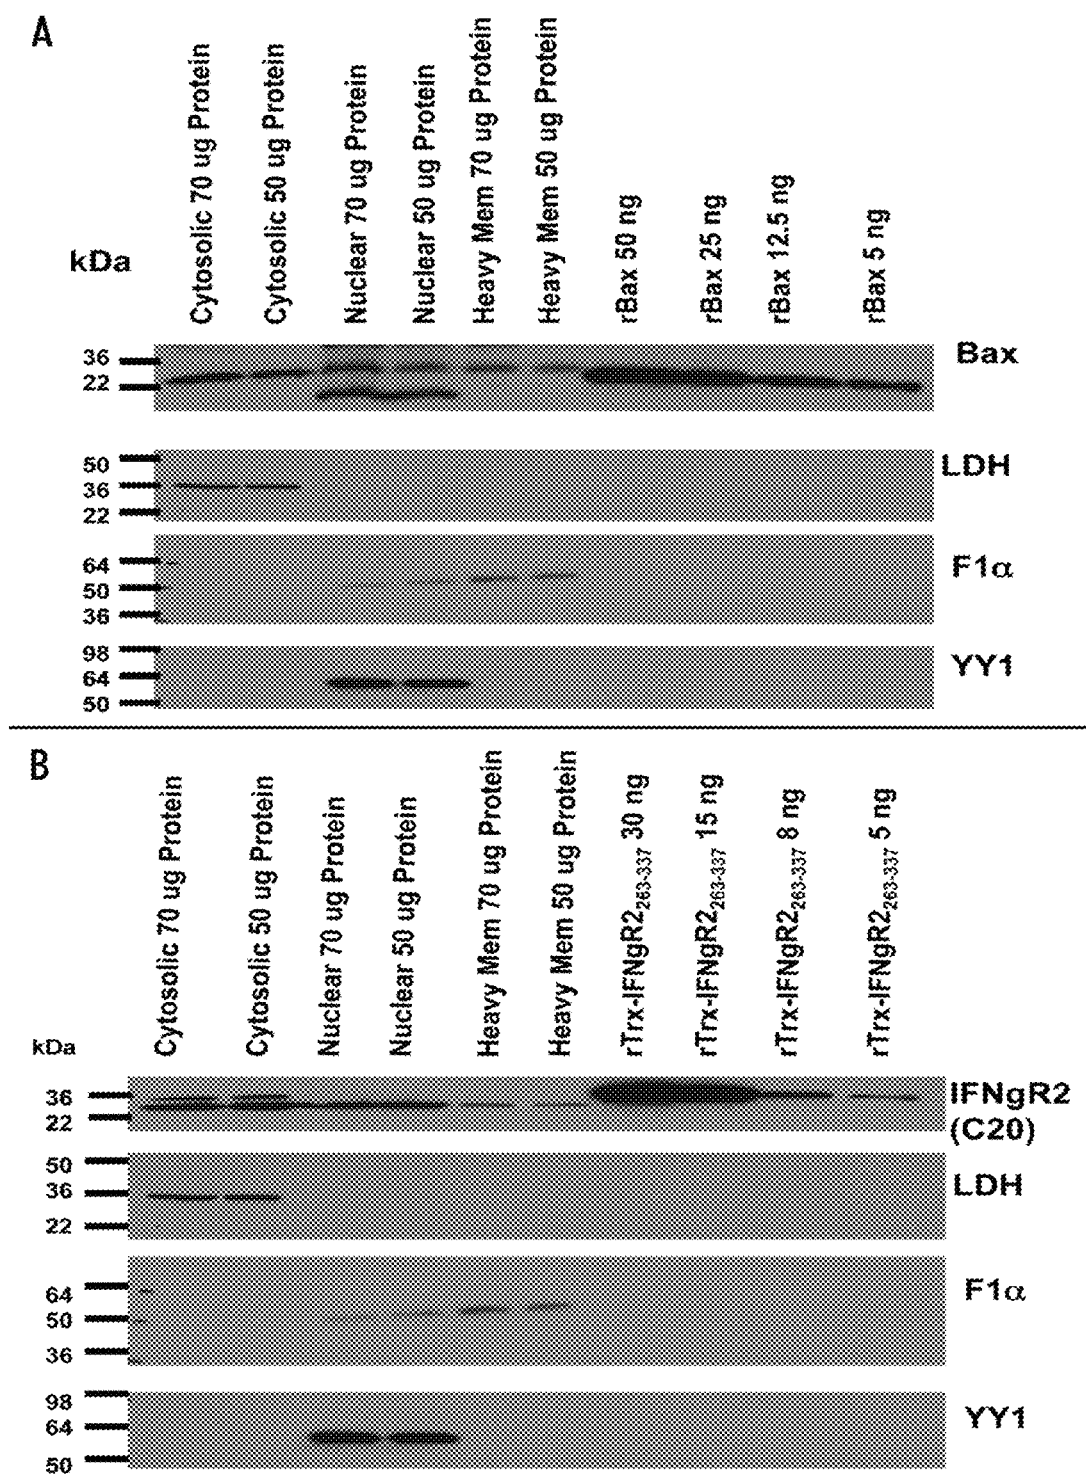 A
Cytosolic 70 ug Protein
Cytosolic 50 ug Protein
Nuclear 70 ug Protein
Nuclear 50 ug Protein
Heavy Mem 70 ug Protein
Heavy Mem 50 ug Protein
rBax 50 ng
rBax 25 ng
rBax 12.5 ng
rBax 5 ng
kDa
36
22
Bax
50
36
22
LDH
64
50
36
F1α
98
64
50
YY1
B
Cytosolic 70 ug Protein
Cytosolic 50 ug Protein
Nuclear 70 ug Protein
Nuclear 50 ug Protein
Heavy Mem 70 ug Protein
Heavy Mem 50 ug Protein
rTrx-IFNgR2263-337 30 ng
rTrx-IFNgR2263-337 15 ng
rTrx-IFNgR2263-337 8 ng
rTrx-IFNgR2263-337 5 ng
kDa
36
22
IFNgR2
(C20)
50
36
22
LDH
64
50
36
F1α
98
64
50
YY1